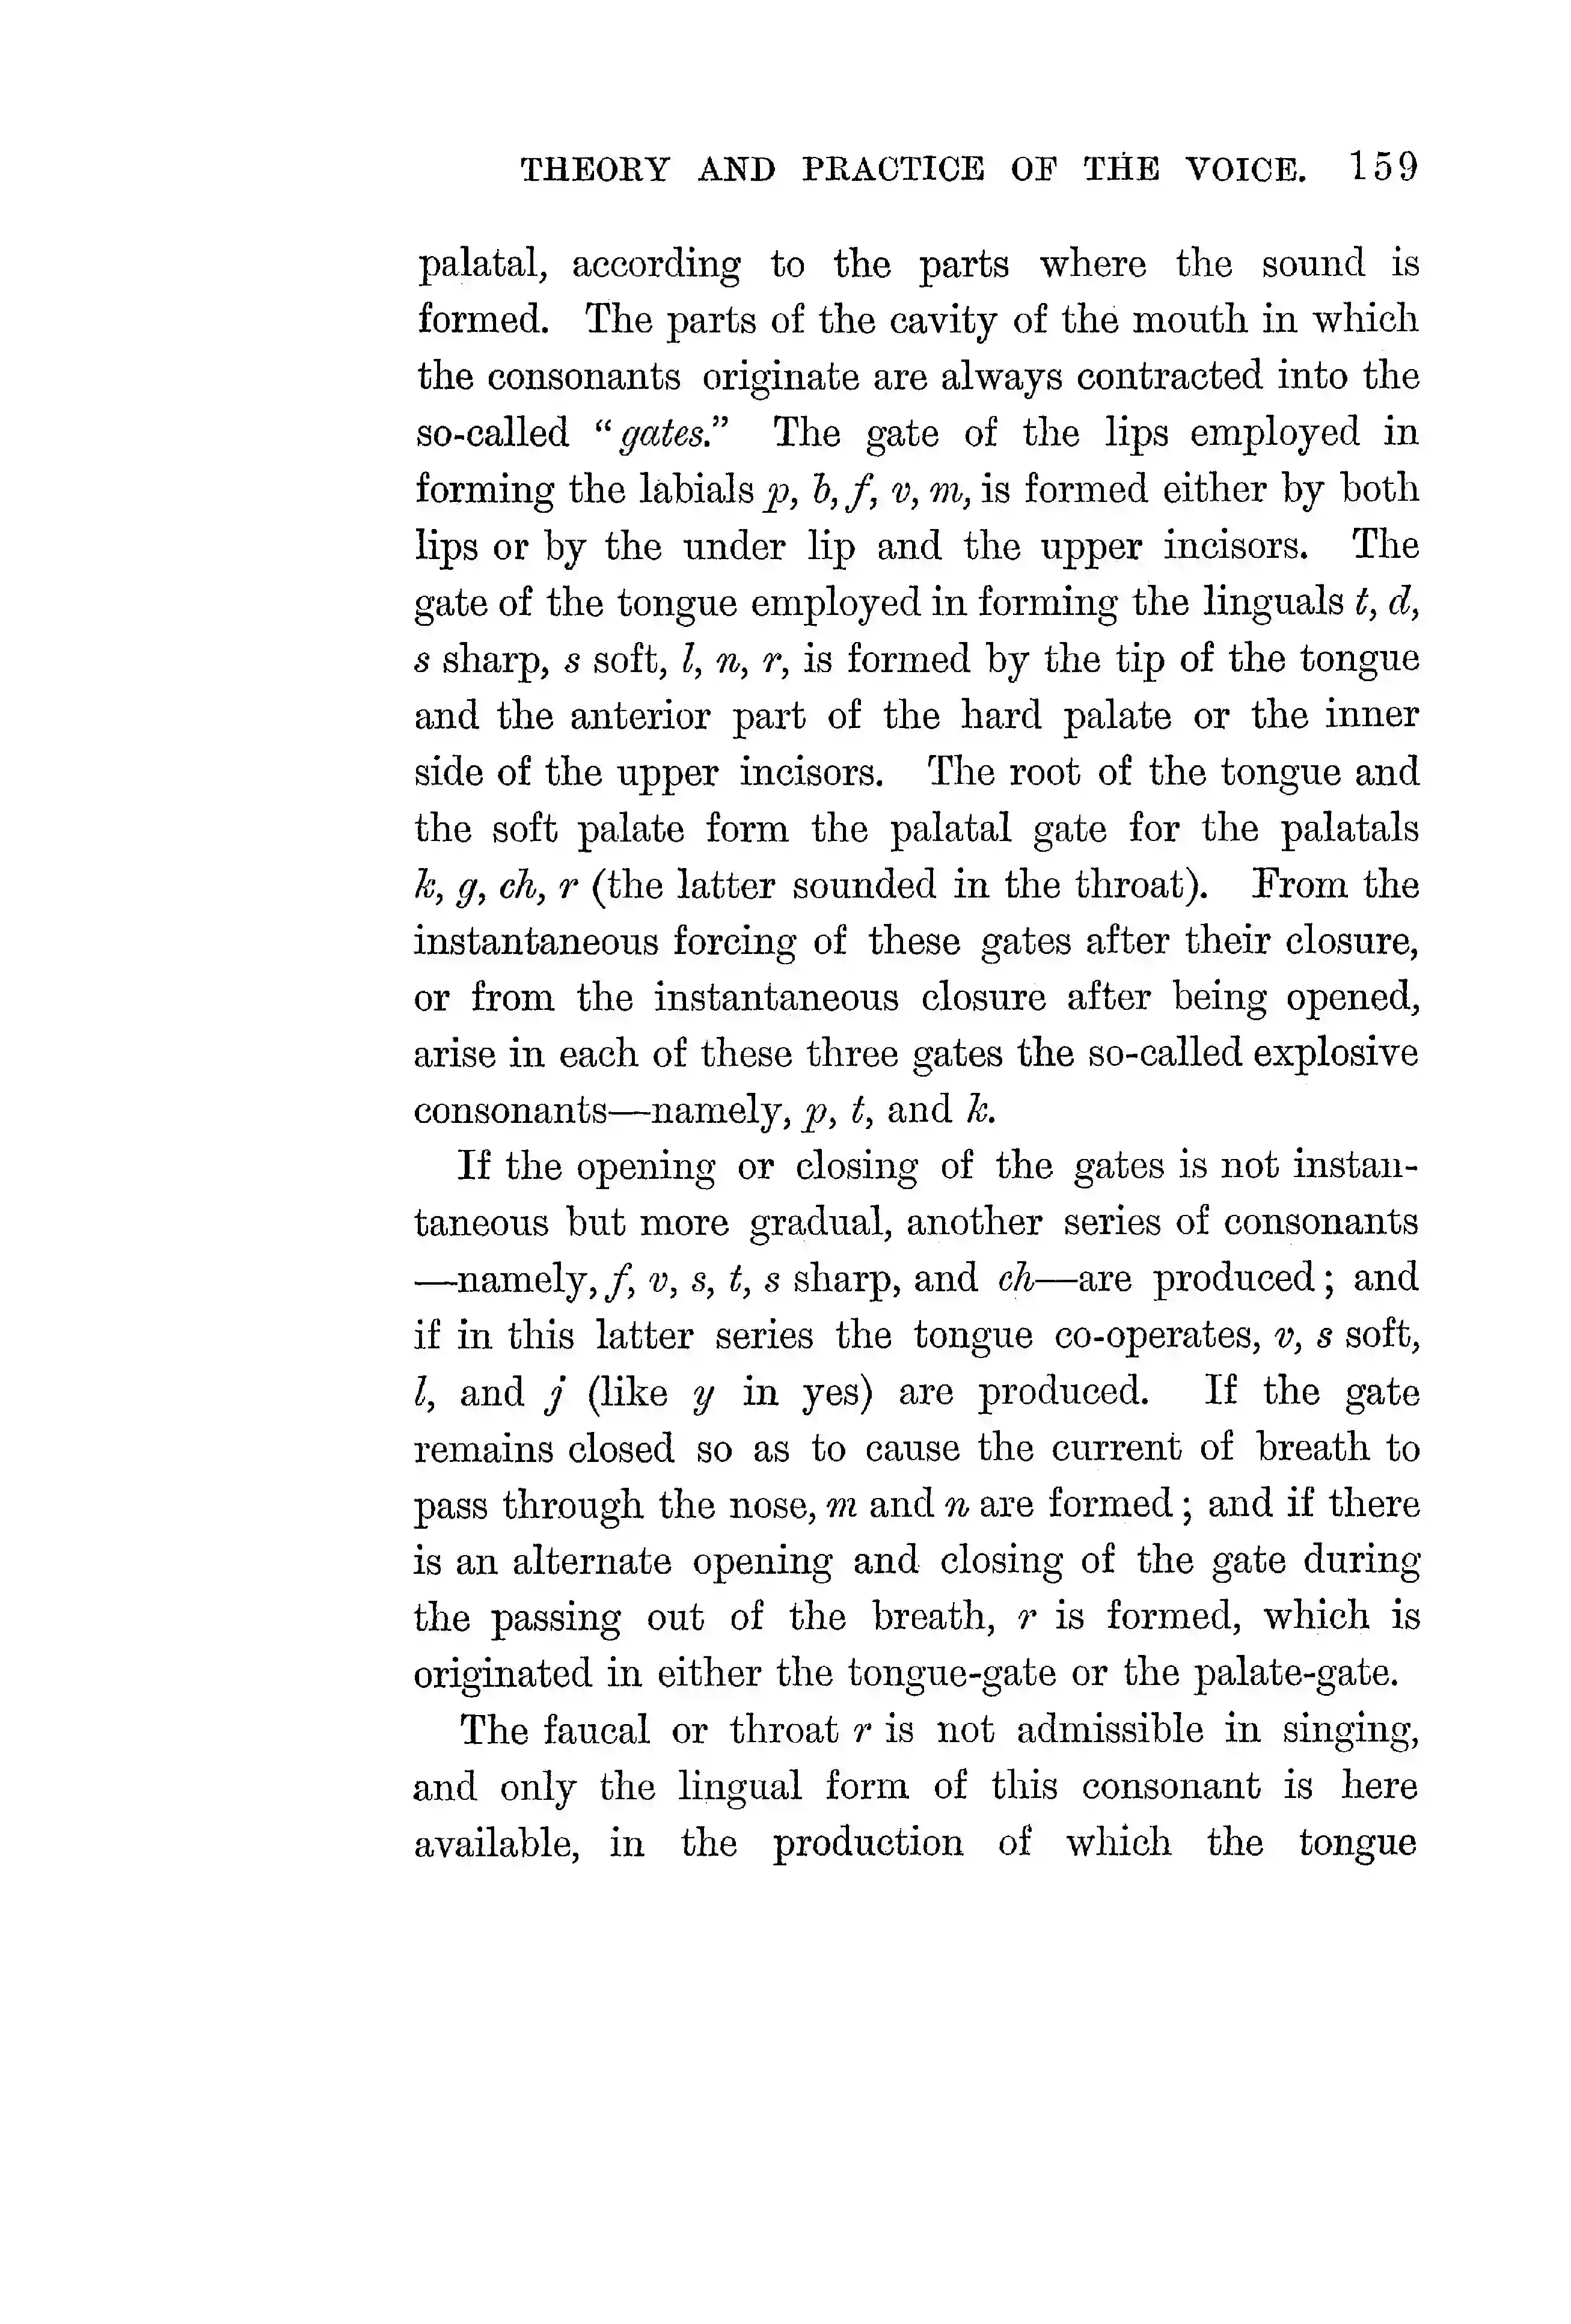 THEORY AND PRACTICE OF THE VOICE. 159
palatal, according to the parts where the sound is
formed. The parts of the cavity of the mouth in which
the consonants originate are always contracted into the
so-called "gates." The gate of the lips employed in
forming the labials p, b, f, v, m, is formed either by both
lips or by the under lip and the upper incisors. The
gate of the tongue employed in forming the linguals t, d,
s sharp, s soft, l, n, r, is formed by the tip of the tongue
and the anterior part of the hard palate or the inner
side of the upper incisors. The root of the tongue and
the soft palate form the palatal gate for the palatals
k, g, ch, r (the latter sounded in the throat). From the
instantaneous forcing of these gates after their closure,
or from the instantaneous closure after being opened,
arise in each of these three gates the so-called explosive
consonants—namely, p, t, and k.
If the opening or closing of the gates is not instan-
taneous but more gradual, another series of consonants
—namely, f, v, s, t, s sharp, and ch—are produced; and
if in this latter series the tongue co-operates, v, s soft,
l, and j (like y in yes) are produced. If the gate
remains closed so as to cause the current of breath to
pass through the nose, m and n are formed; and if there
is an alternate opening and closing of the gate during
the passing out of the breath, r is formed, which is
originated in either the tongue-gate or the palate-gate.
The faucal or throat r is not admissible in singing,
and only the lingual form of this consonant is here
available, in the production of which the tongue